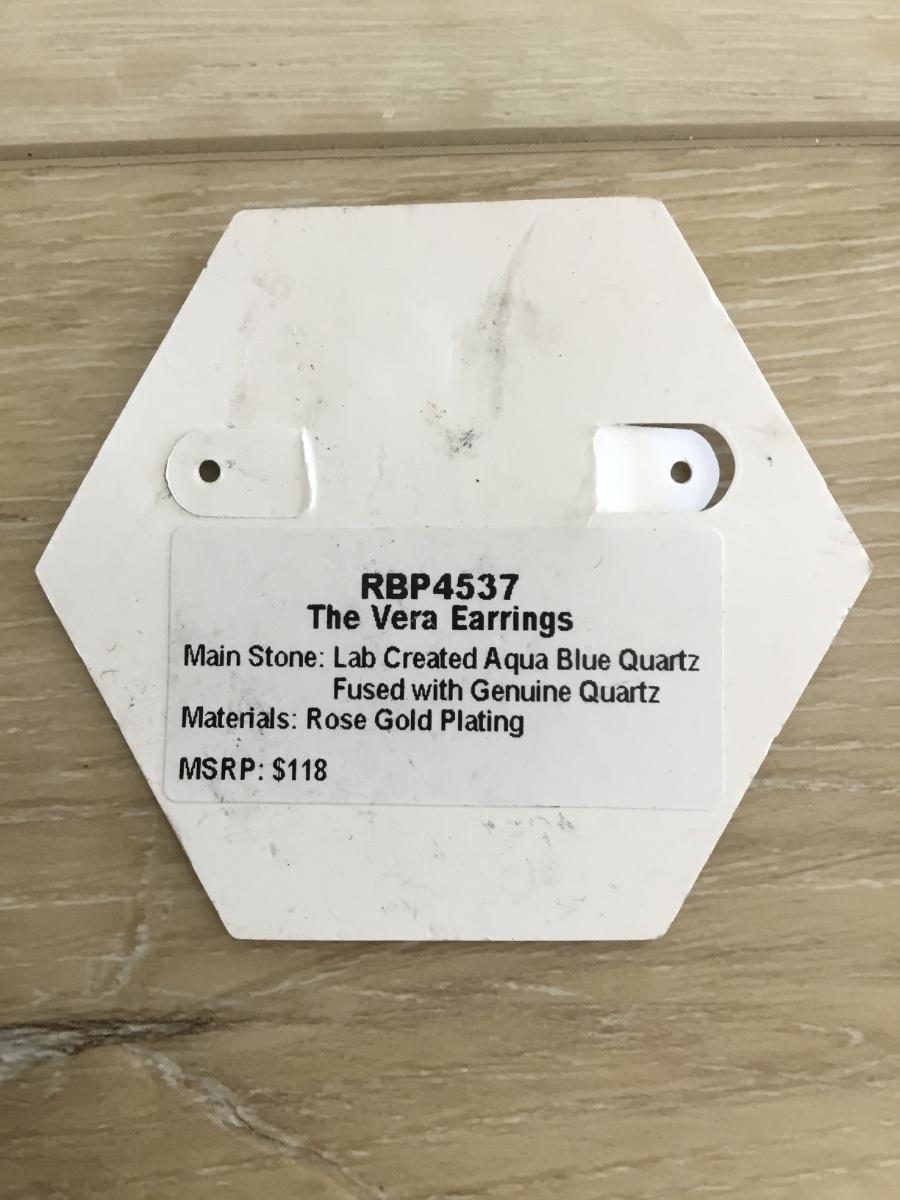 RBP4537
The Vera Earrings
Main Stone: Lab Created Aqua Blue Quartz
Fused with Genuine Quartz
Materials: Rose Gold Plating
MSRP: $118